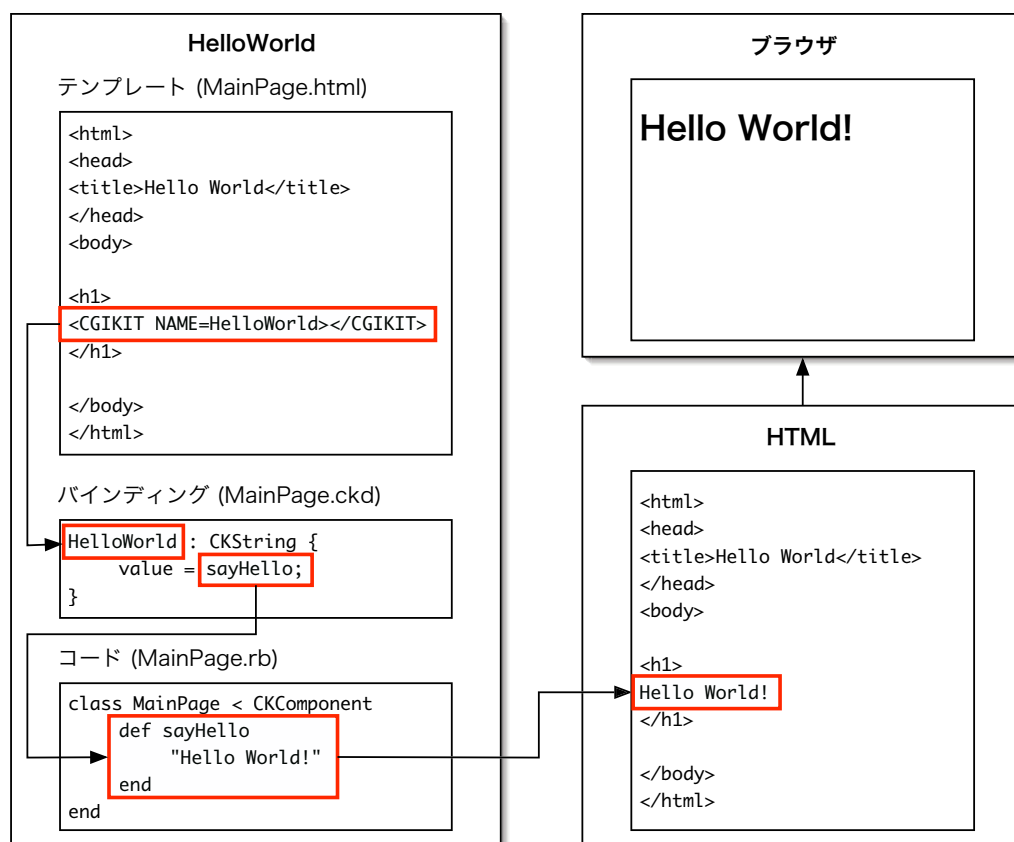 HelloWorld
テンプレート (MainPage.html)
<html>
<head>
<title>Hello World</title>
</head>
<body>
<h1>
<CGIKIT NAME=HelloWorld></CGIKIT>
</h1>
</body>
</html>
バインディング (MainPage.ckd)
HelloWorld : CKString {
    value = sayHello;
}
コード (MainPage.rb)
class MainPage < CKComponent
    def sayHello
        "Hello World!"
    end
end
ブラウザ
Hello World!
HTML
<html>
<head>
<title>Hello World</title>
</head>
<body>
<h1>
Hello World!
</h1>
</body>
</html>